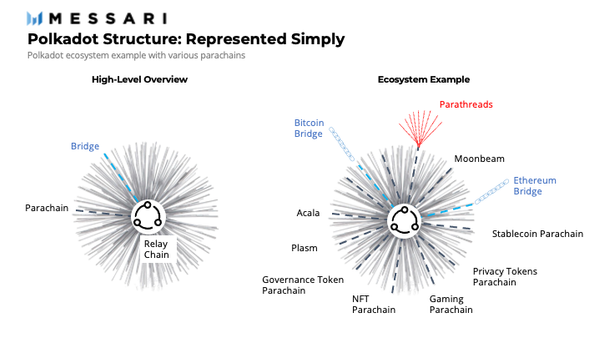 MESSARI
Polkadot Structure: Represented Simply
Polkadot ecosystem example with various parachains
High-Level Overview
Bridge
Parachain
Relay
Chain
Ecosystem Example
Parathreads
Bitcoin
Bridge
Moonbeam
Ethereum
Bridge
Acala
Stablecoin Parachain
Plasm
Privacy Tokens
Parachain
Governance Token
Parachain
NFT
Parachain
Gaming
Parachain